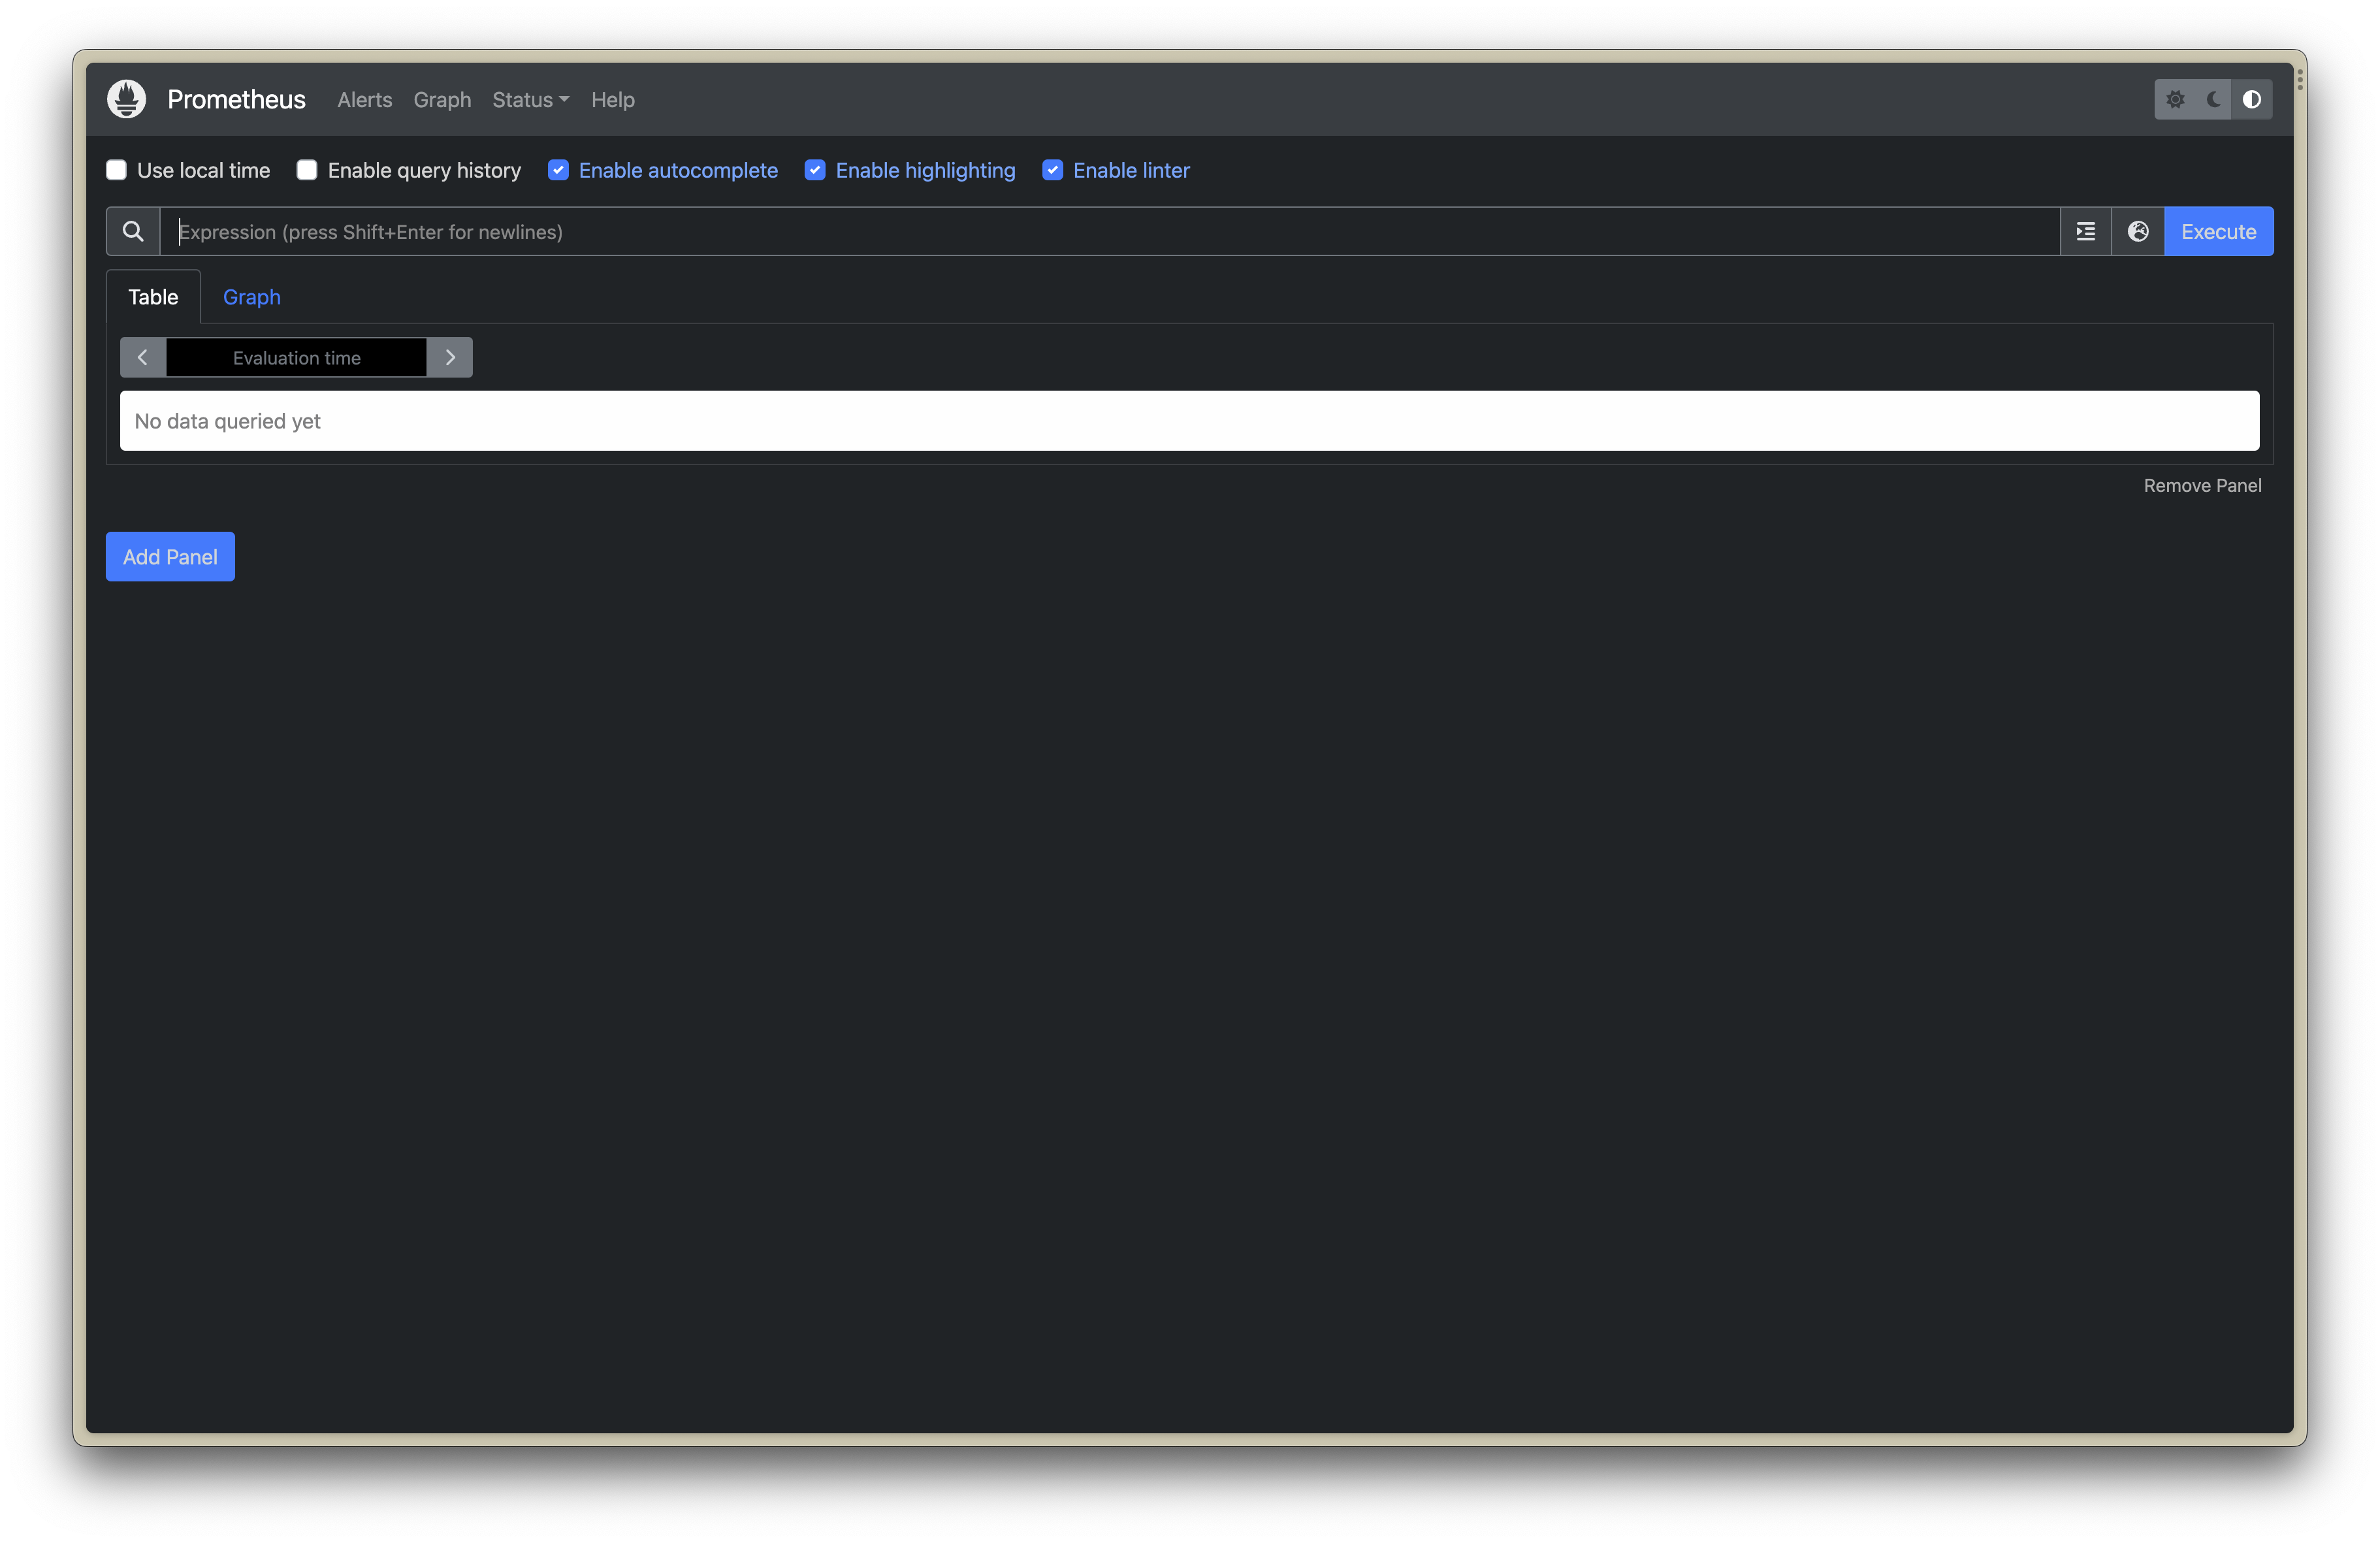 Prometheus Alerts Graph Status Help
Use local time Enable query history Enable autocomplete Enable highlighting Enable linter
Expression (press Shift+Enter for newlines) Execute
Table Graph
Evaluation time
No data queried yet
Remove Panel
Add Panel